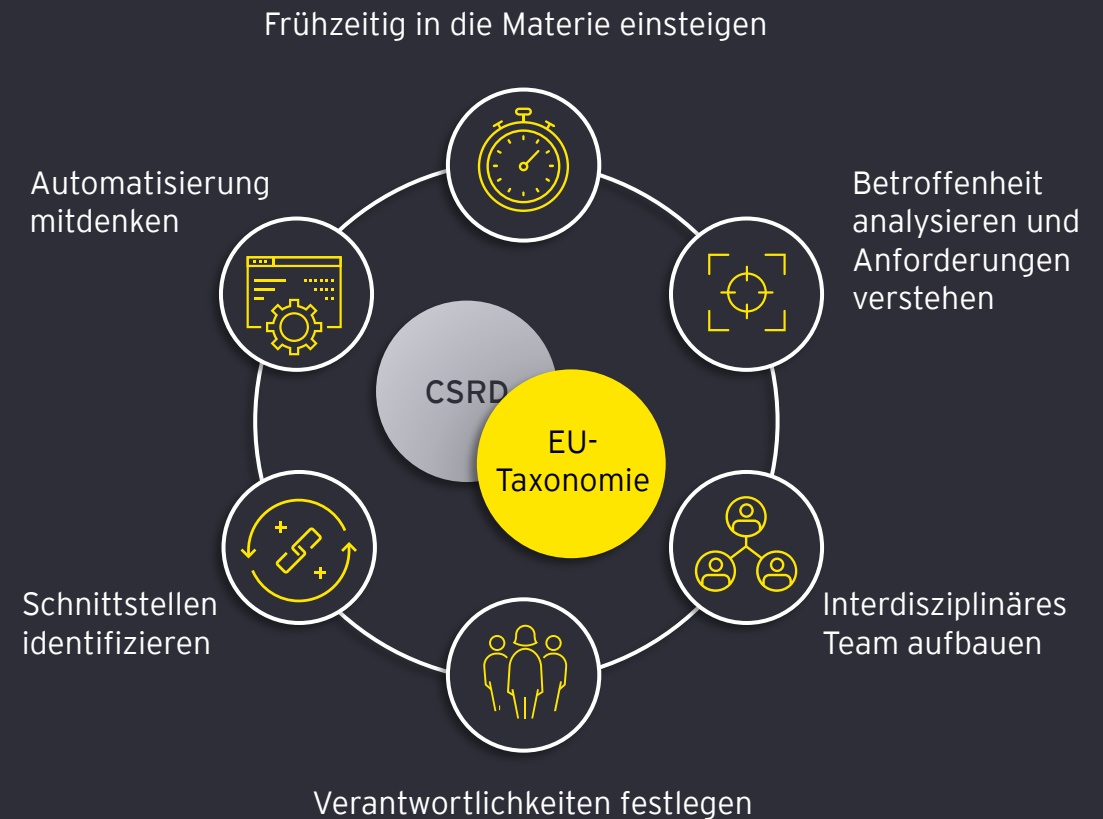 Frühzeitig in die Materie einsteigen
Automatisierung
mitdenken
Betroffenheit
analysieren und
Anforderungen
verstehen
CSRD
EU-
Taxonomie
Schnittstellen
identifizieren
Interdisziplinäres
Team aufbauen
Verantwortlichkeiten festlegen